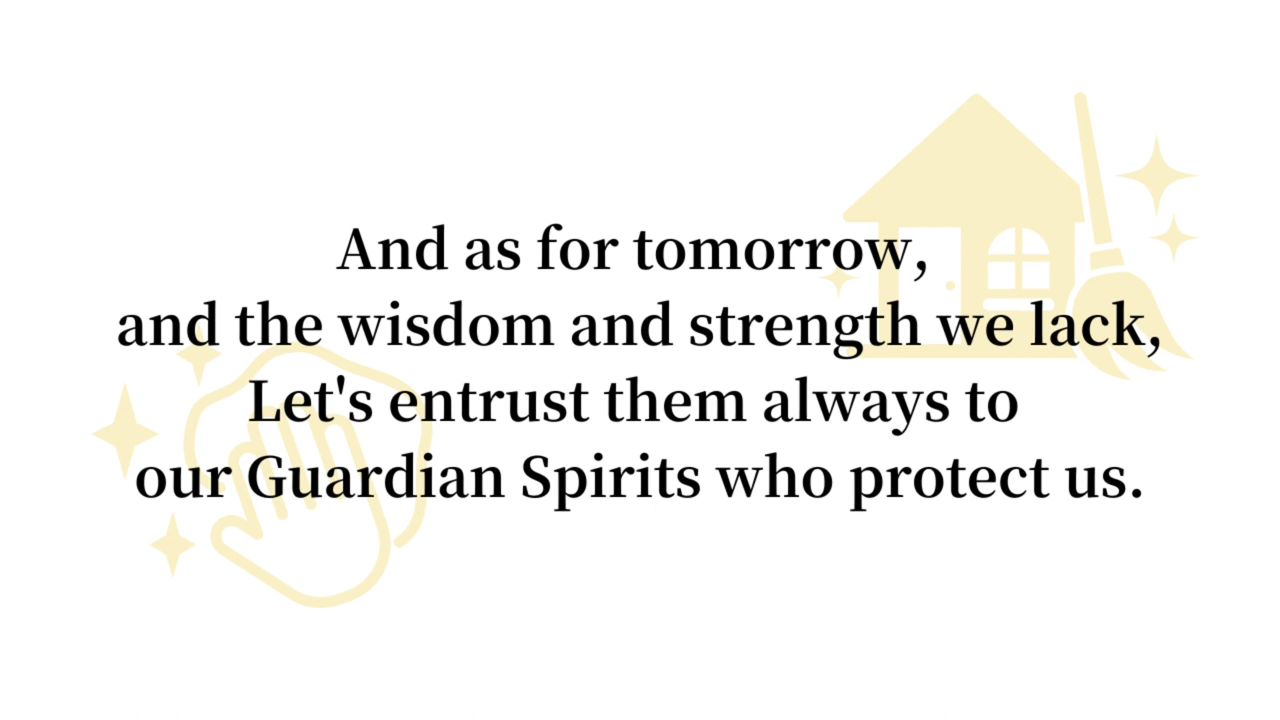 And as for tomorrow,
and the wisdom and strength we lack,
Let's entrust them always to
our Guardian Spirits who protect us.